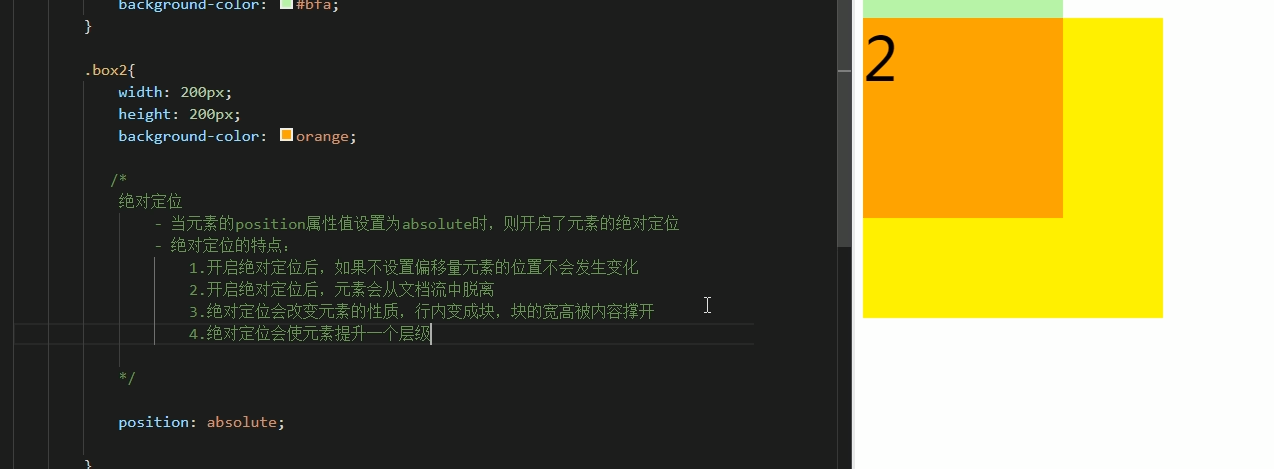 background-color: #bfa;
}
.box2{
width: 200px;
height: 200px;
background-color: orange;
/*
绝对定位
- 当元素的position属性值设置为absolute时，则开启了元素的绝对定位
- 绝对定位的特点：
1.开启绝对定位后，如果不设置偏移量元素的位置不会发生变化
2.开启绝对定位后，元素会从文档流中脱离
3.绝对定位会改变元素的性质，行内变成块，块的宽高被内容撑开
4.绝对定位会使元素提升一个层级
*/
position: absolute;
}
2